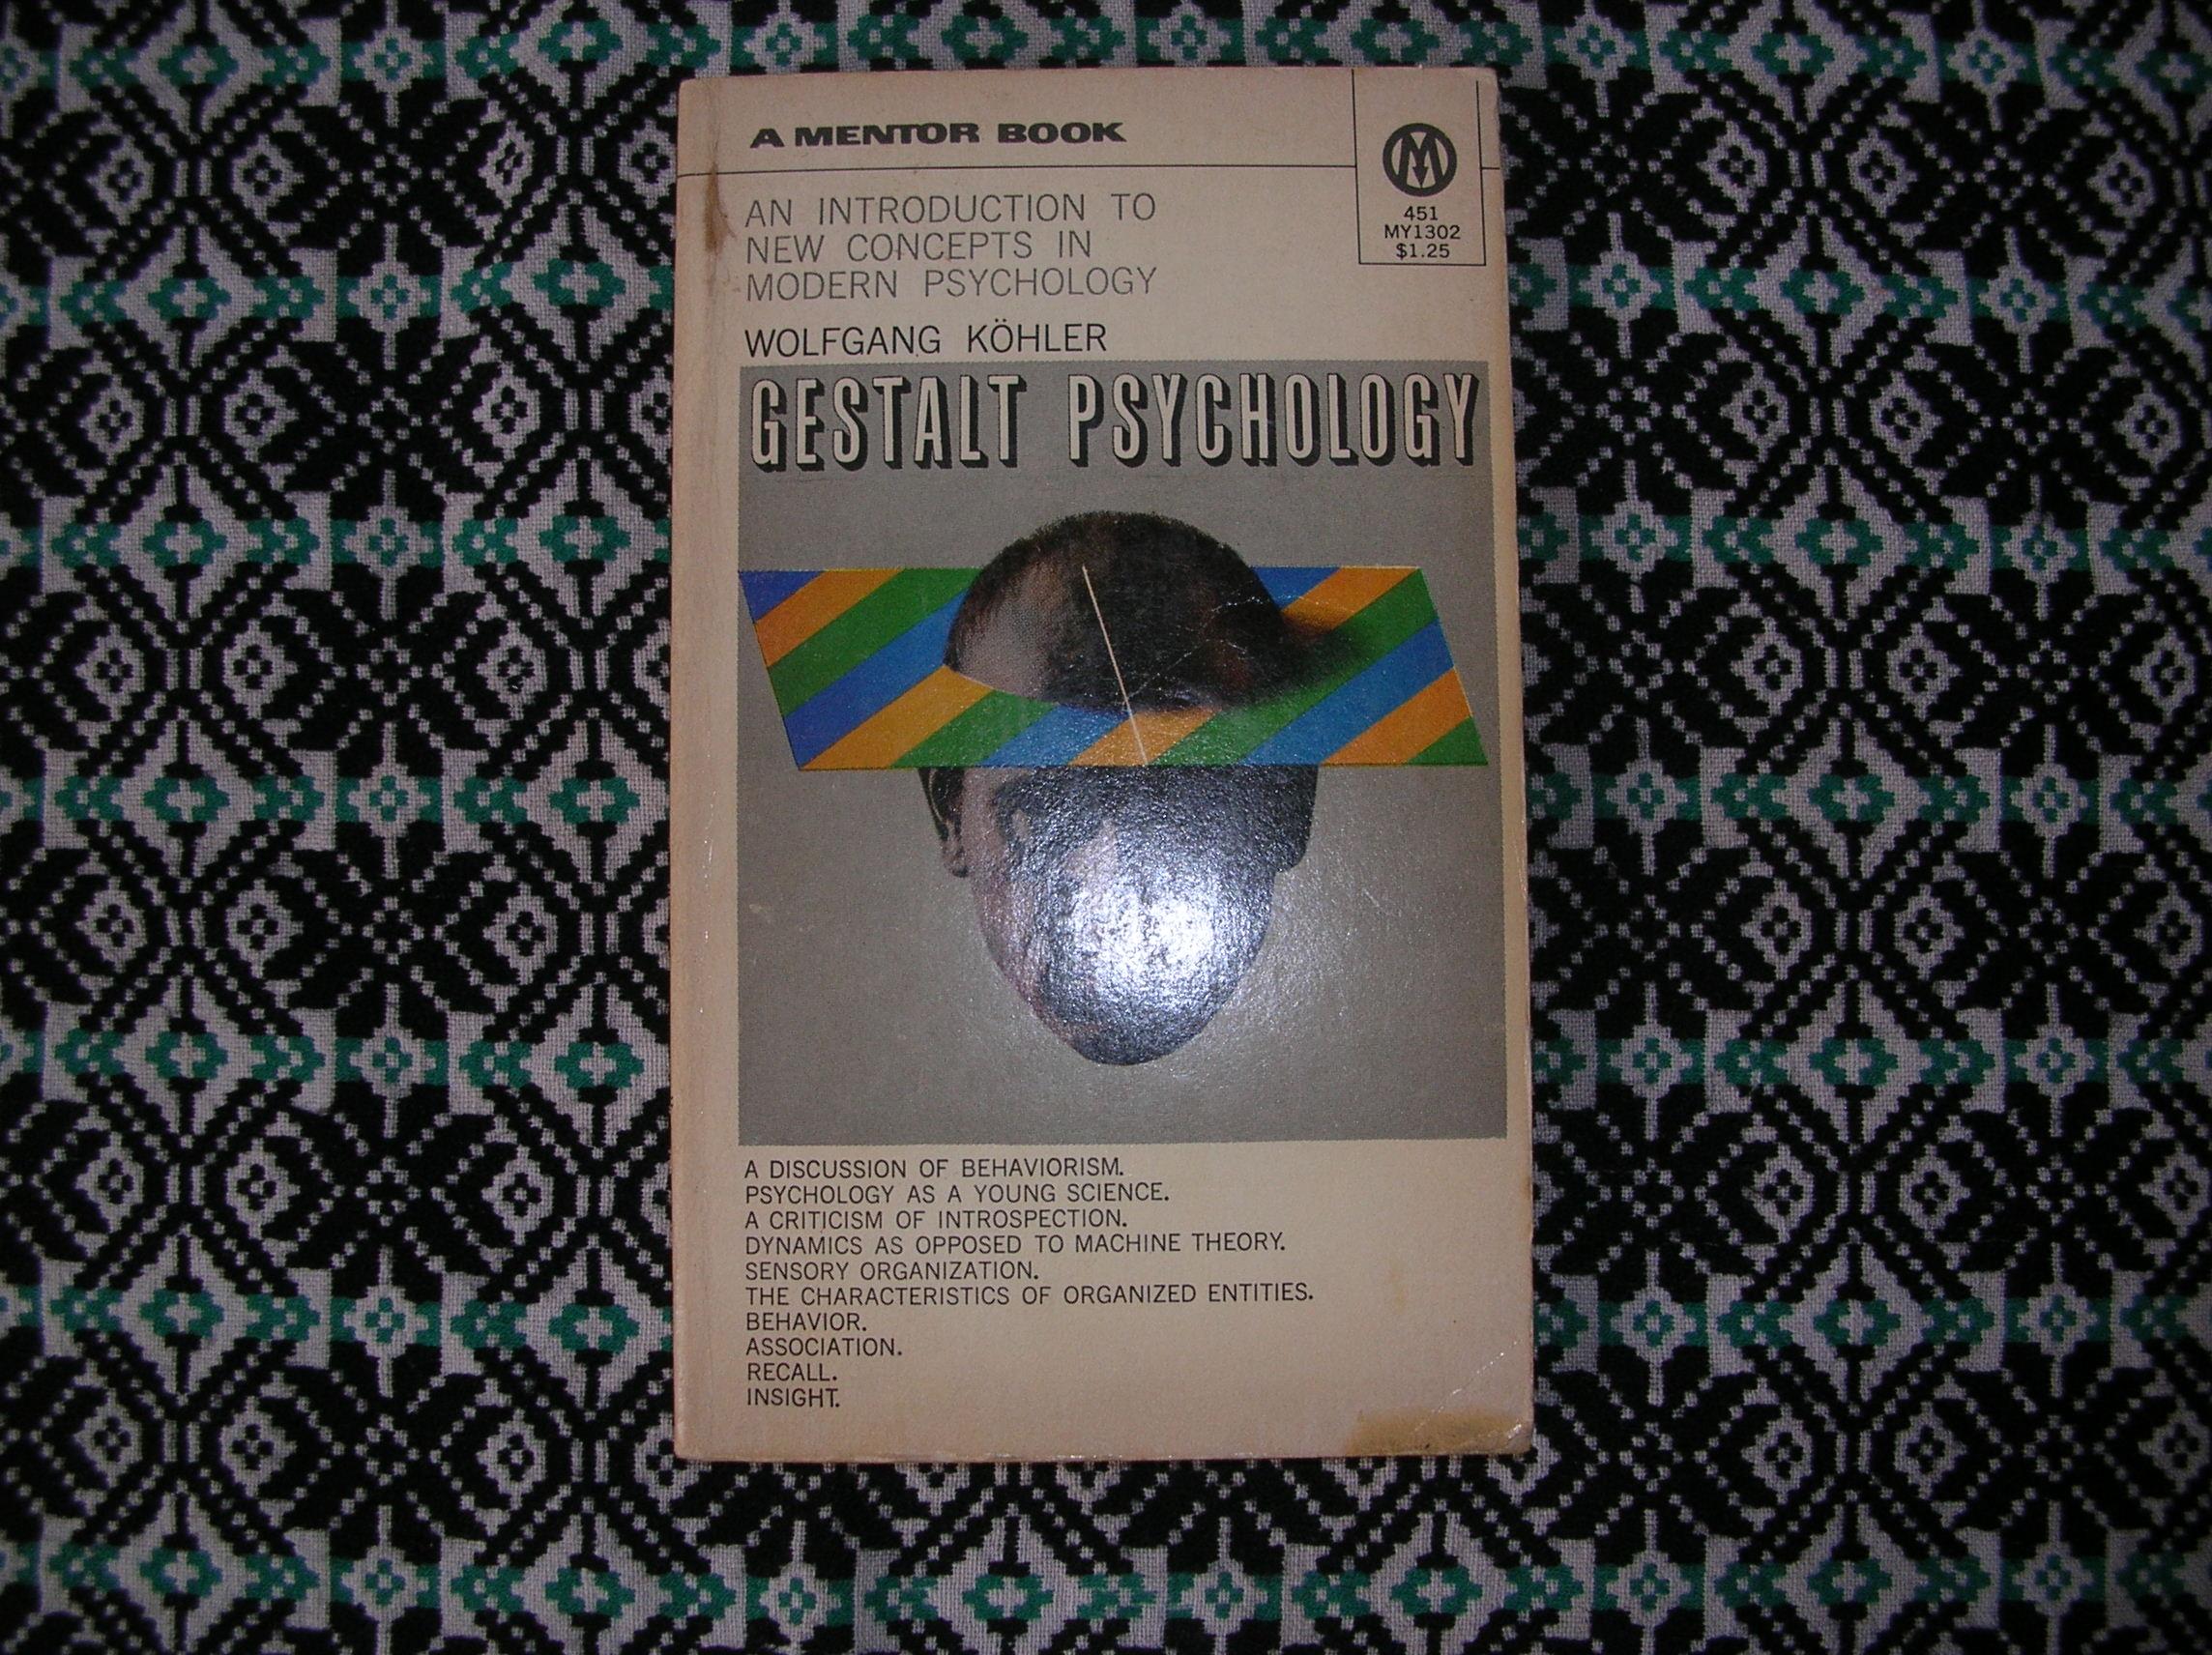 A MENTOR BOOK
M
451
MY1302
$1.25
AN INTRODUCTION TO
NEW CONCEPTS IN
MODERN PSYCHOLOGY
WOLFGANG KÖHLER
GESTALT PSYCHOLOGY
A DISCUSSION OF BEHAVIORISM.
PSYCHOLOGY AS A YOUNG SCIENCE.
A CRITICISM OF INTROSPECTION.
DYNAMICS AS OPPOSED TO MACHINE THEORY.
SENSORY ORGANIZATION.
THE CHARACTERISTICS OF ORGANIZED ENTITIES.
BEHAVIOR.
ASSOCIATION.
RECALL.
INSIGHT.